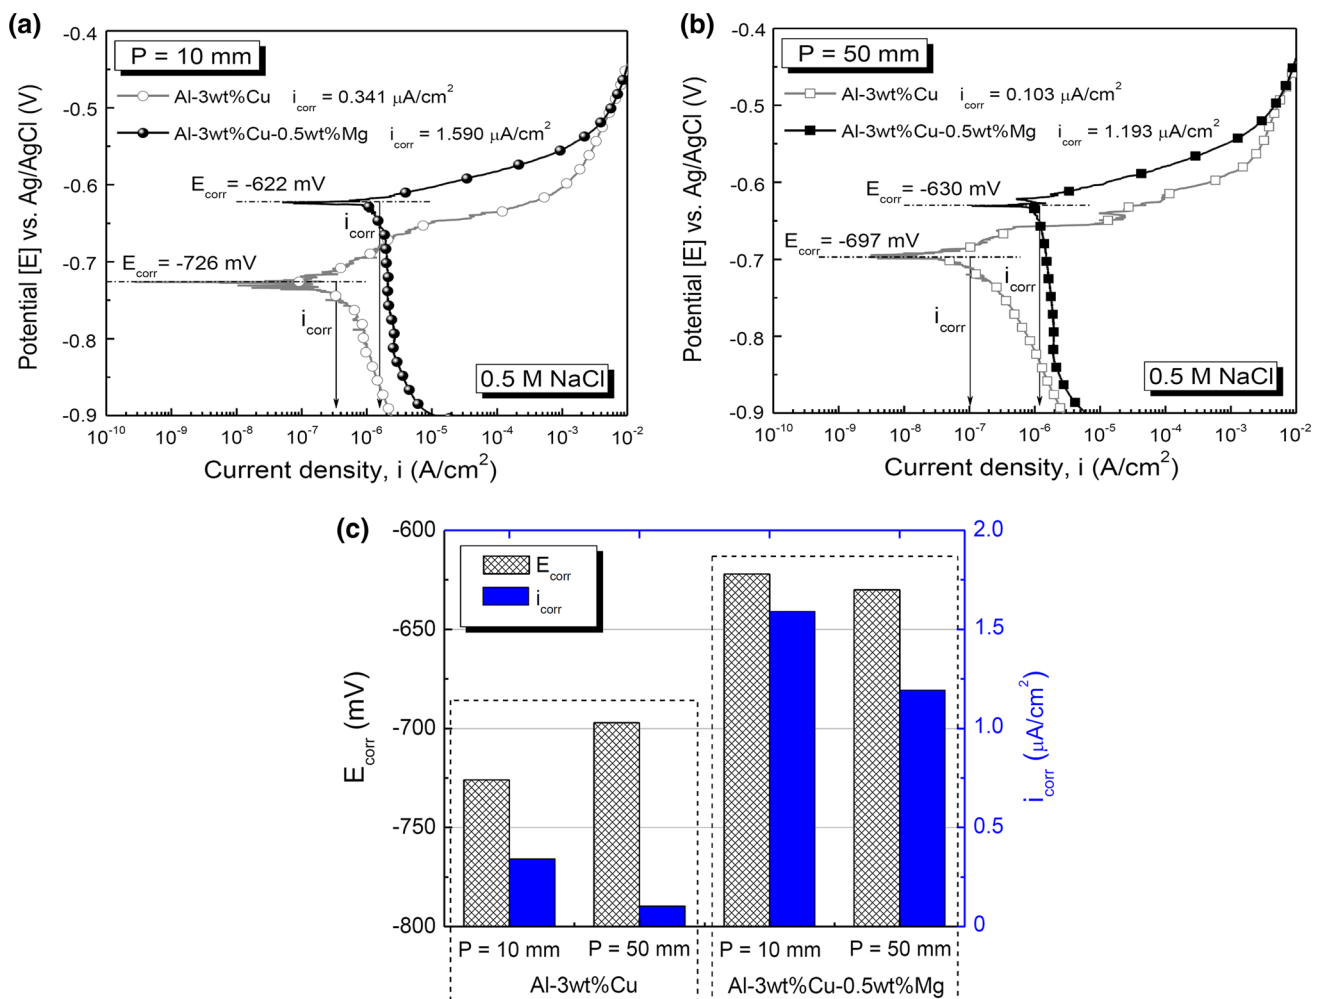 (a)
P = 10 mm
Al-3wt%Cu i_corr = 0.341 μA/cm²
Al-3wt%Cu-0.5wt%Mg i_corr = 1.590 μA/cm²
E_corr = -622 mV
i_corr
E_corr = -726 mV
i_corr
0.5 M NaCl
Potential [E] vs. Ag/AgCl (V)
-0.4
-0.5
-0.6
-0.7
-0.8
-0.9
10⁻¹⁰ 10⁻⁹ 10⁻⁸ 10⁻⁷ 10⁻⁶ 10⁻⁵ 10⁻⁴ 10⁻³ 10⁻²
Current density, i (A/cm²)
(b)
P = 50 mm
Al-3wt%Cu i_corr = 0.103 μA/cm²
Al-3wt%Cu-0.5wt%Mg i_corr = 1.193 μA/cm²
E_corr = -630 mV
E_corr = -697 mV
i_corr
i_corr
0.5 M NaCl
Potential [E] vs. Ag/AgCl (V)
-0.4
-0.5
-0.6
-0.7
-0.8
-0.9
10⁻¹⁰ 10⁻⁹ 10⁻⁸ 10⁻⁷ 10⁻⁶ 10⁻⁵ 10⁻⁴ 10⁻³ 10⁻²
Current density, i (A/cm²)
(c)
E_corr
i_corr
E_corr (mV)
-600
-650
-700
-750
-800
2.0
1.5
1.0
0.5
0
i_corr (μA/cm²)
P = 10 mm P = 50 mm P = 10 mm P = 50 mm
Al-3wt%Cu Al-3wt%Cu-0.5wt%Mg